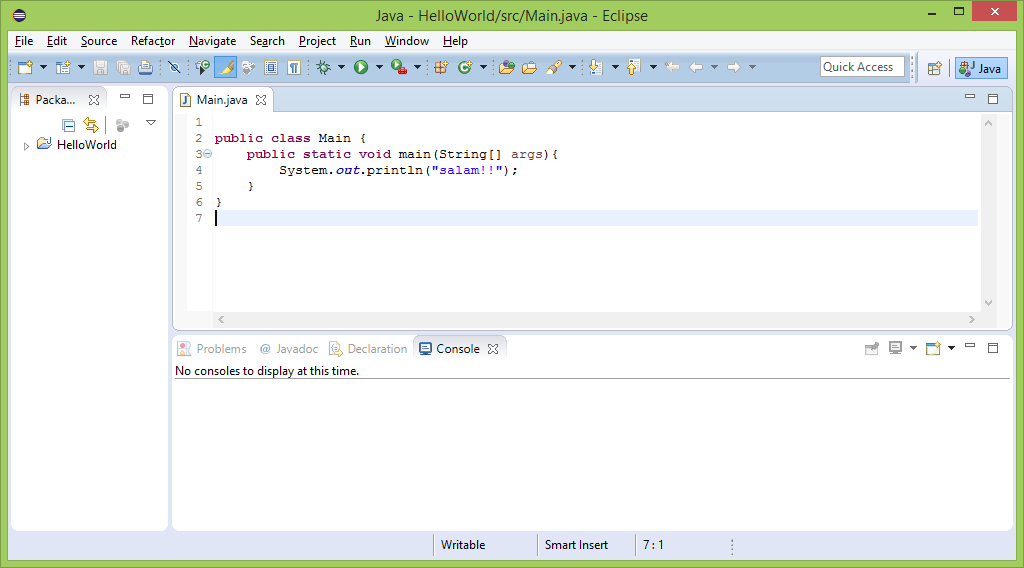 Java - HelloWorld/src/Main.java - Eclipse
File Edit Source Refactor Navigate Search Project Run Window Help
Quick Access Java
Packa...
HelloWorld
Main.java
1
2 public class Main {
3 public static void main(String[] args){
4 System.out.println("salam!!");
5 }
6 }
7
Problems @ Javadoc Declaration Console
No consoles to display at this time.
Writable Smart Insert 7 : 1